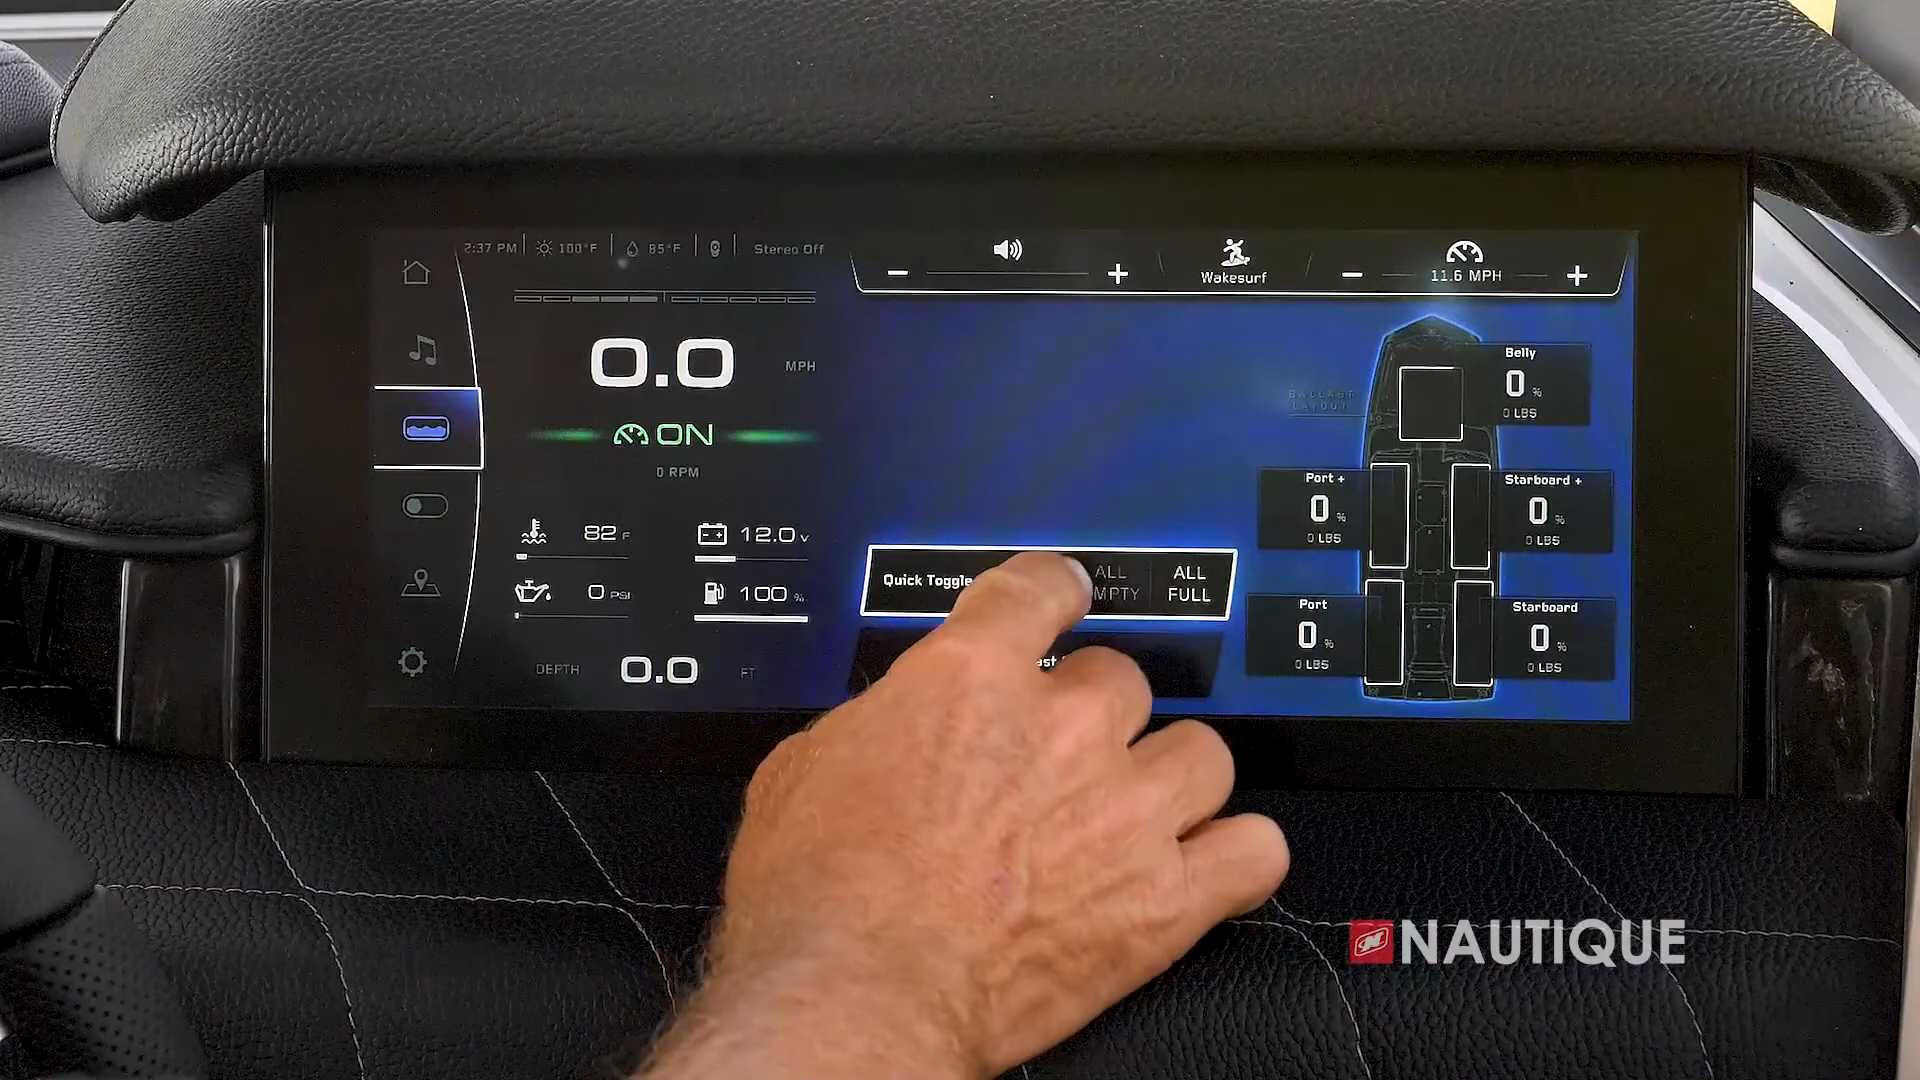 2:37 PM 100°F 85°F Stereo Off
Wakesurf
11.6 MPH
0.0 MPH
ON
0 RPM
82 F
12.0 V
0 PSI
100 %
DEPTH 0.0 FT
BALLAST
LAYOUT
Belly
0 %
0 LBS
Port +
0 %
0 LBS
Starboard +
0 %
0 LBS
Quick Toggle
ALL
MPTY
ALL
FULL
Port
0 %
0 LBS
Starboard
0 %
0 LBS
NAUTIQUE